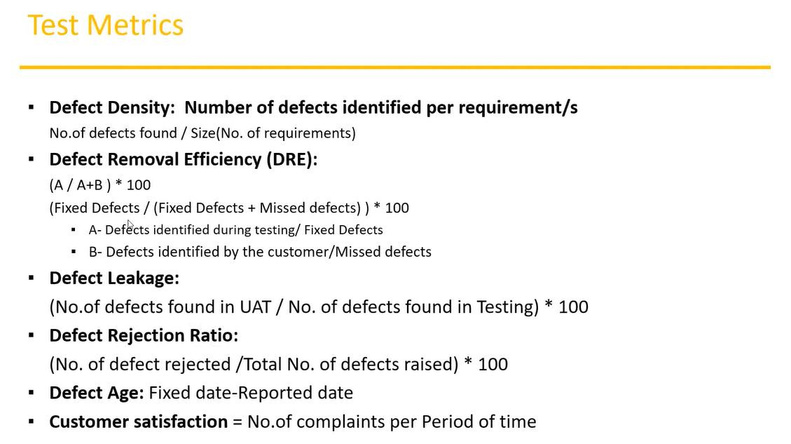 Test Metrics
▪ Defect Density: Number of defects identified per requirement/s
No.of defects found / Size(No. of requirements)
▪ Defect Removal Efficiency (DRE):
(A / A+B ) * 100
(Fixed Defects / (Fixed Defects + Missed defects) ) * 100
▪ A- Defects identified during testing/ Fixed Defects
▪ B- Defects identified by the customer/Missed defects
▪ Defect Leakage:
(No.of defects found in UAT / No. of defects found in Testing) * 100
▪ Defect Rejection Ratio:
(No. of defect rejected /Total No. of defects raised) * 100
▪ Defect Age: Fixed date-Reported date
▪ Customer satisfaction = No.of complaints per Period of time